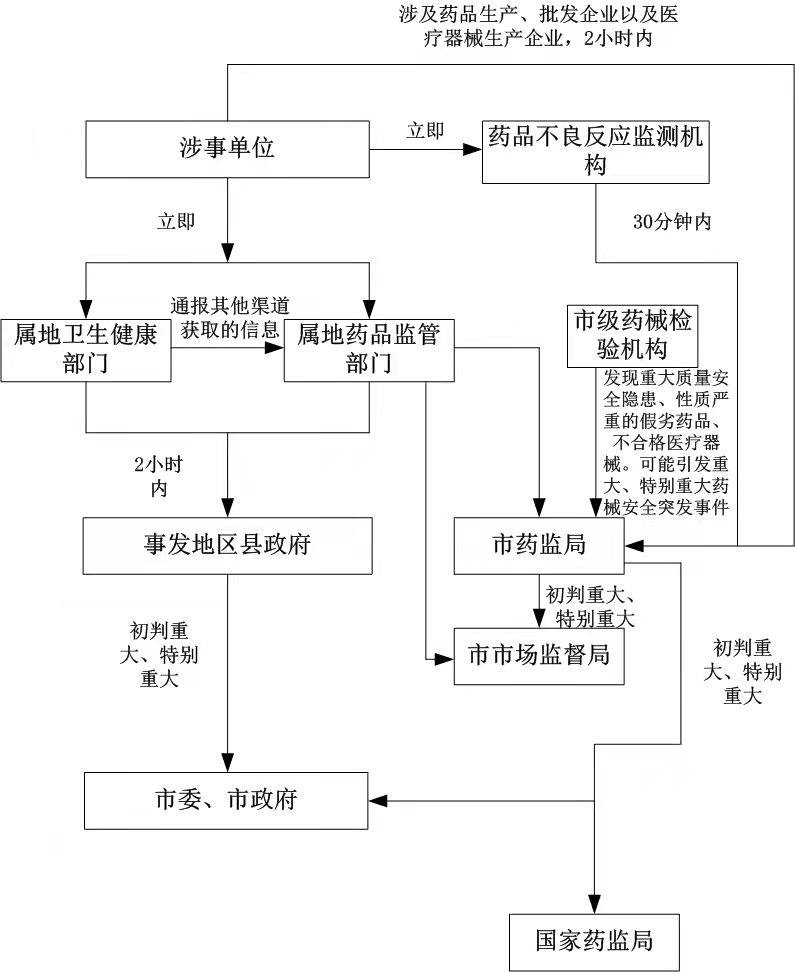 涉及药品生产、批发企业以及医
疗器械生产企业，2小时内
涉事单位
立即
药品不良反应监测机
构
立即
30分钟内
通报其他渠道
获取的信息
属地卫生健康
部门
属地药品监管
部门
市级药械检
验机构
发现重大质量安
全隐患、性质严
重的假劣药品、
不合格医疗器
械。可能引发重
大、特别重大药
械安全突发事件
2小时
内
事发地区县政府
市药监局
初判重大、
特别重大
初判重
大、特别
重大
市市场监督局
初判重
大、特别
重大
市委、市政府
国家药监局